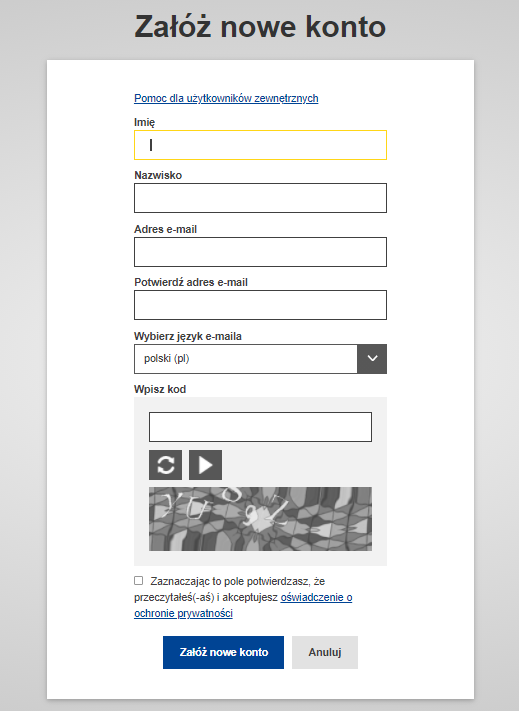 Załóż nowe konto
Pomoc dla użytkowników zewnętrznych
Imię
Nazwisko
Adres e-mail
Potwierdź adres e-mail
Wybierz język e-maila
polski (pl)
Wpisz kod
Zaznaczając to pole potwierdzasz, że
przeczytałeś(-aś) i akceptujesz oświadczenie o
ochronie prywatności
Załóż nowe konto
Anuluj